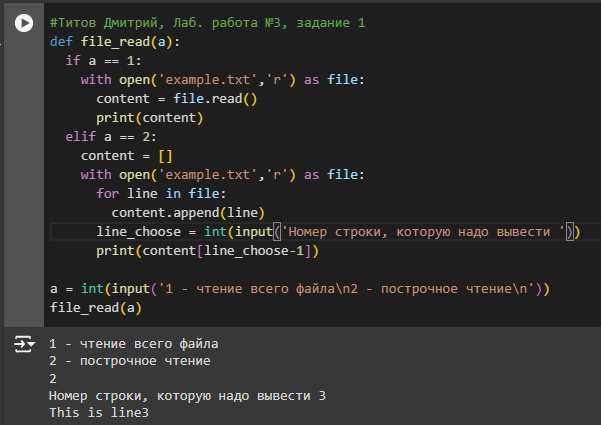 #Титов Дмитрий, Лаб. работа №3, задание 1
def file_read(a):
  if a == 1:
    with open('example.txt','r') as file:
      content = file.read()
      print(content)
  elif a == 2:
    content = []
    with open('example.txt','r') as file:
      for line in file:
        content.append(line)
      line_choose = int(input('Номер строки, которую надо вывести '))
      print(content[line_choose-1])

a = int(input('1 - чтение всего файла\n2 - построчное чтение\n'))
file_read(a)
1 - чтение всего файла
2 - построчное чтение
2
Номер строки, которую надо вывести 3
This is line3